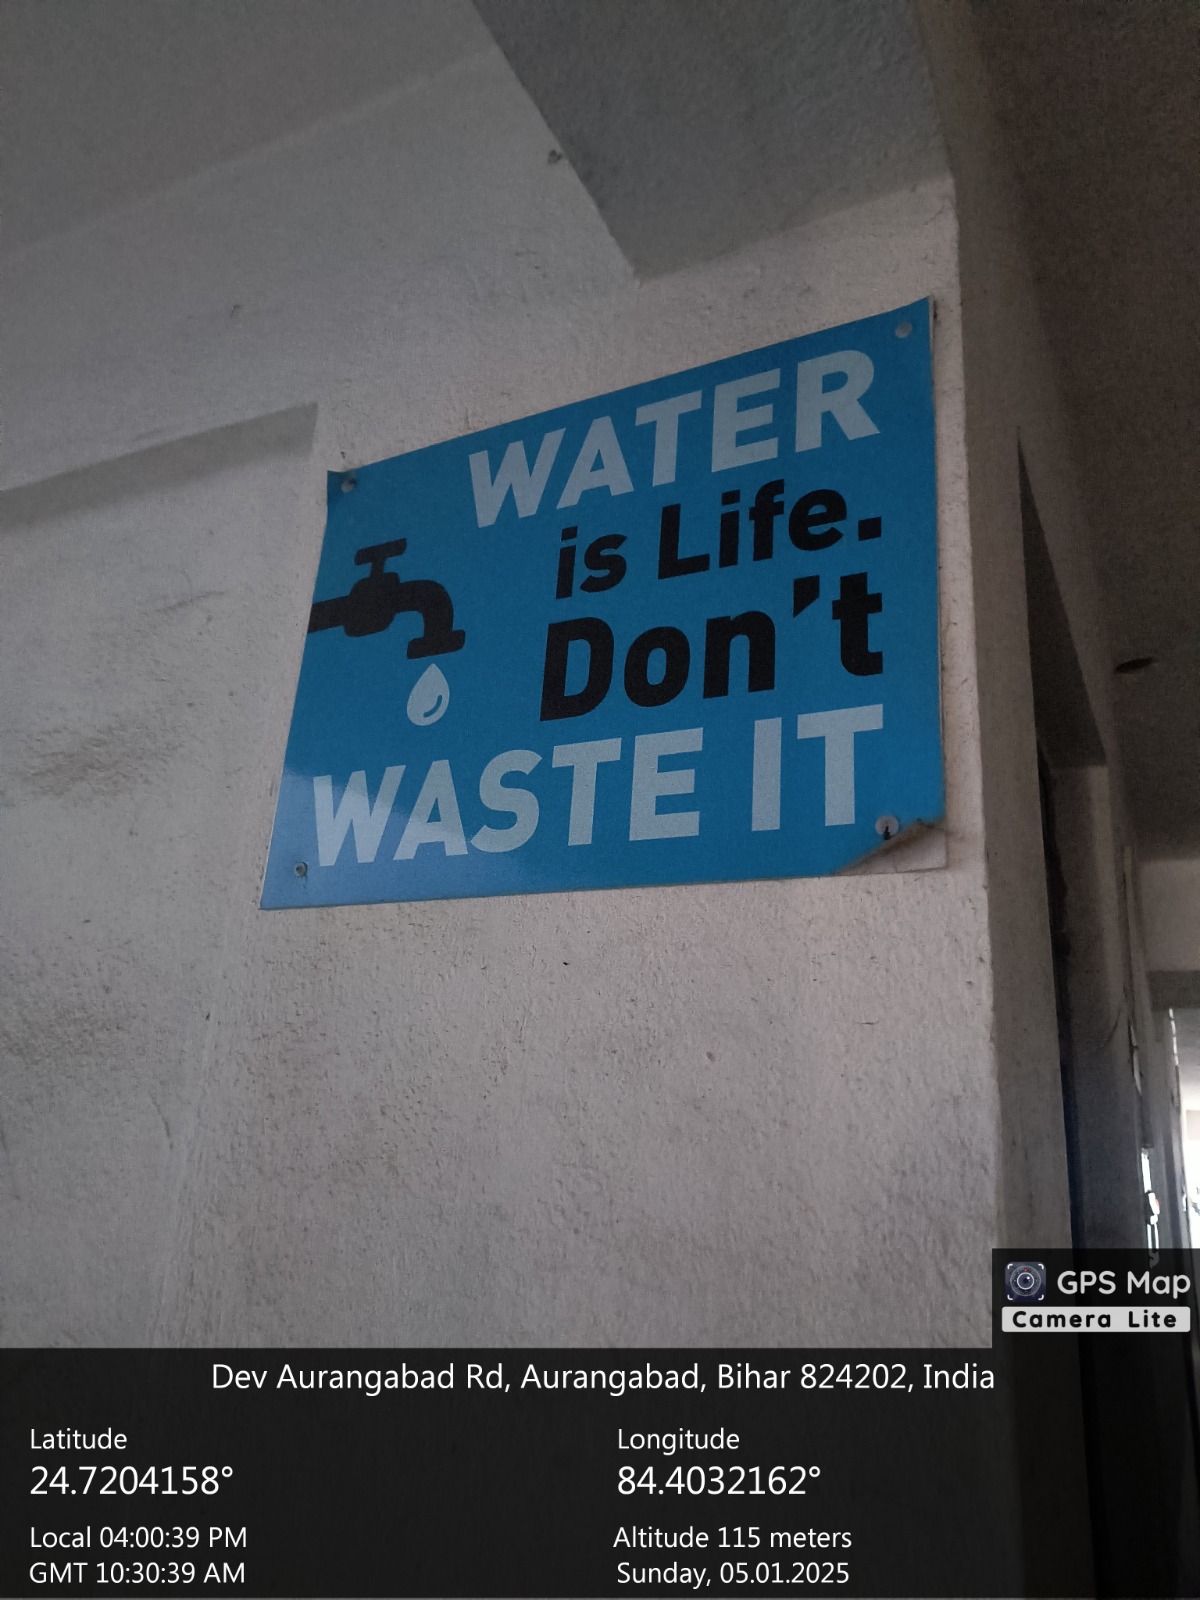 WATER
is Life.
Don't
WASTE IT
GPS Map
Camera Lite
Dev Aurangabad Rd, Aurangabad, Bihar 824202, India
Latitude
24.7204158°
Longitude
84.4032162°
Local 04:00:39 PM
GMT 10:30:39 AM
Altitude 115 meters
Sunday, 05.01.2025